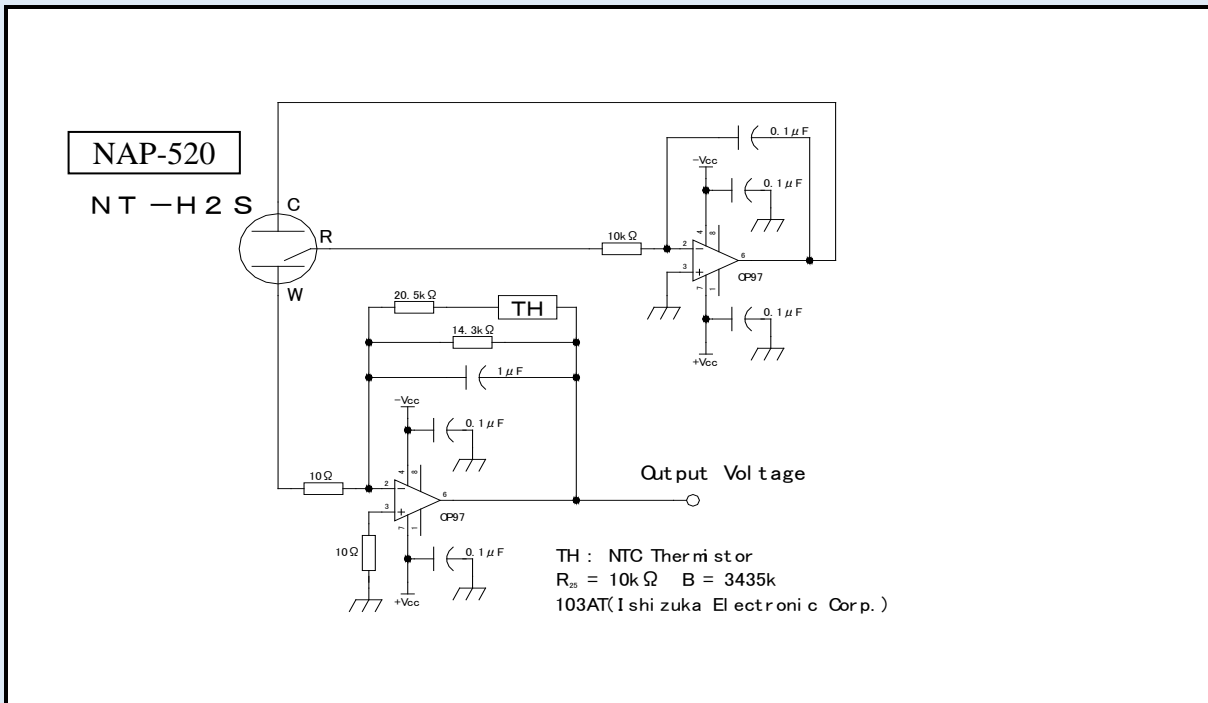 NAP-520
NT-H2S
C
R
W
10kΩ
0.1μF
-Vcc
0.1μF
4
8
2
3
6
7
1
OP97
0.1μF
+Vcc
20.5kΩ
TH
14.3kΩ
1μF
-Vcc
0.1μF
10Ω
4
8
2
3
6
7
1
OP97
10Ω
0.1μF
+Vcc
Output Voltage
TH : NTC Thermistor
R₂₅ = 10kΩ B = 3435k
103AT(Ishizuka Electronic Corp.)